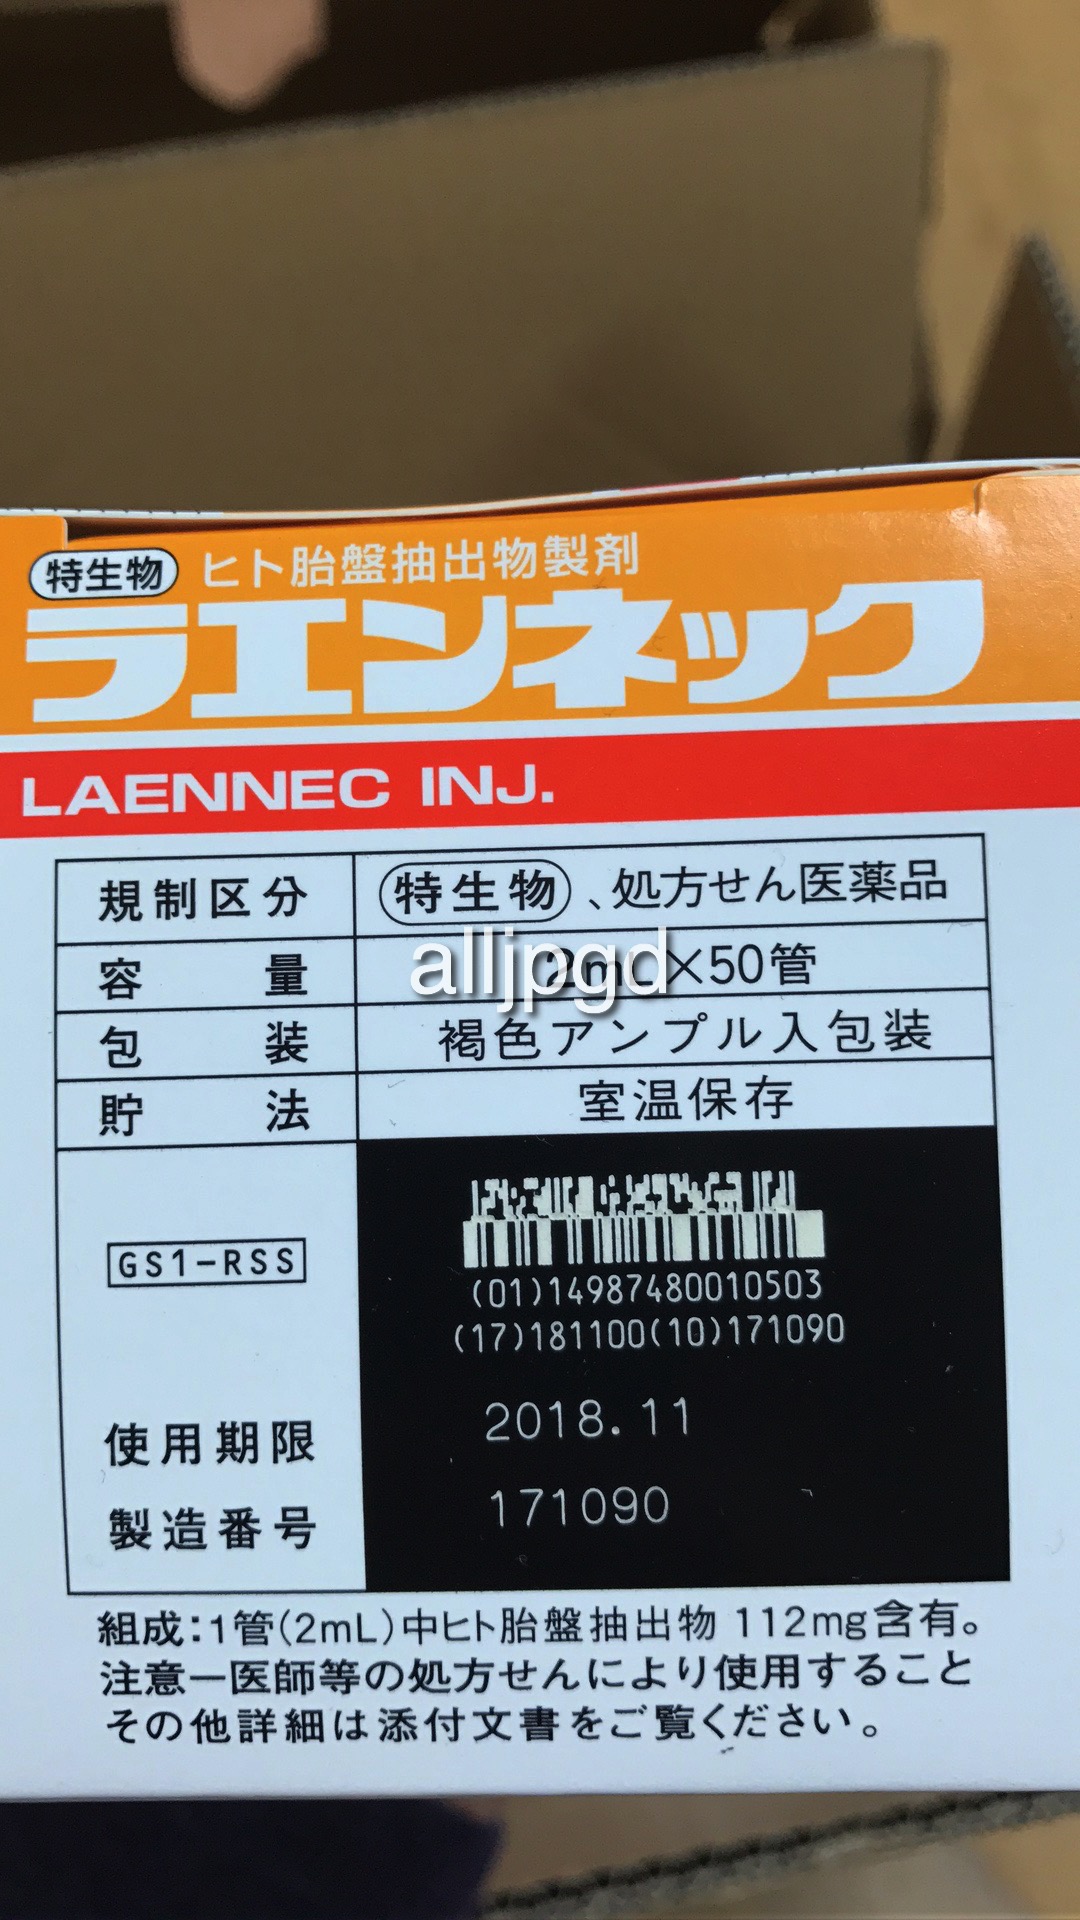 特生物 ヒト胎盤抽出物製剤
ラエンネック
LAENNEC INJ.
規制区分 特生物、処方せん医薬品
容量 2mL×50管
alljpgd
包装 褐色アンプル入包装
貯法 室温保存
GS1-RSS
(01)14987480010503
(17)181100(10)171090
使用期限 2018.11
製造番号 171090
組成:1管(2mL)中ヒト胎盤抽出物 112mg含有。
注意ー医師等の処方せんにより使用すること
その他詳細は添付文書をご覧ください。